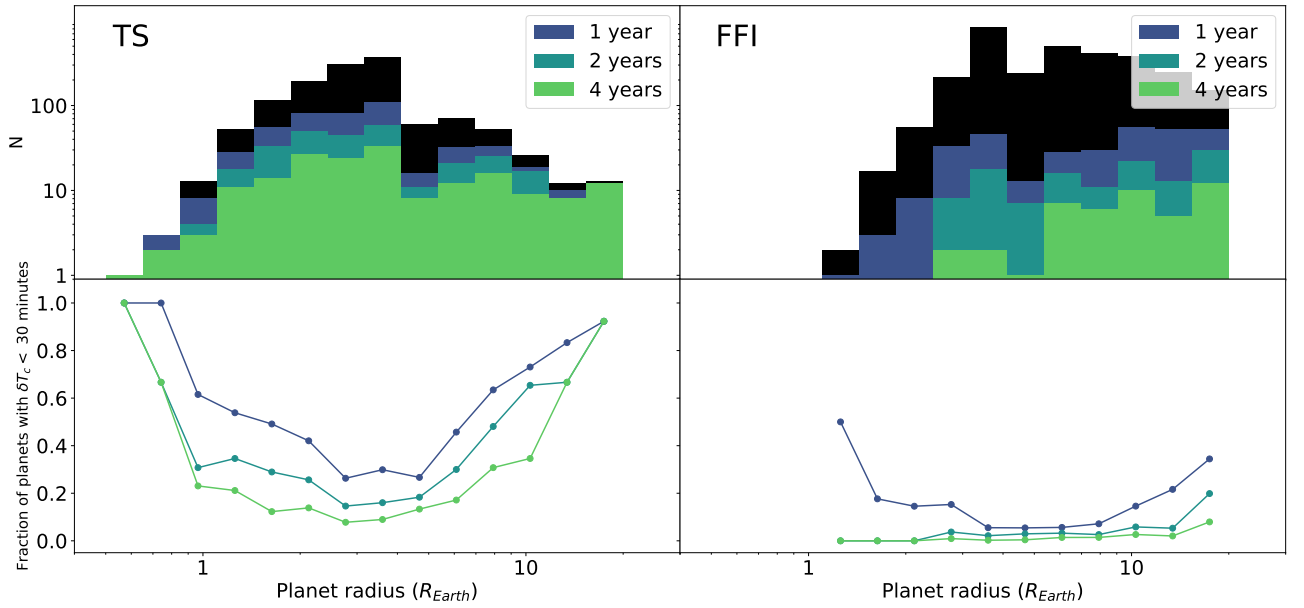 TS
1 year
2 years
4 years
FFI
1 year
2 years
4 years
N
100
10
1
Fraction of planets with δT_c < 30 minutes
1.0
0.8
0.6
0.4
0.2
0.0
1
10
1
10
Planet radius (R_Earth)
Planet radius (R_Earth)